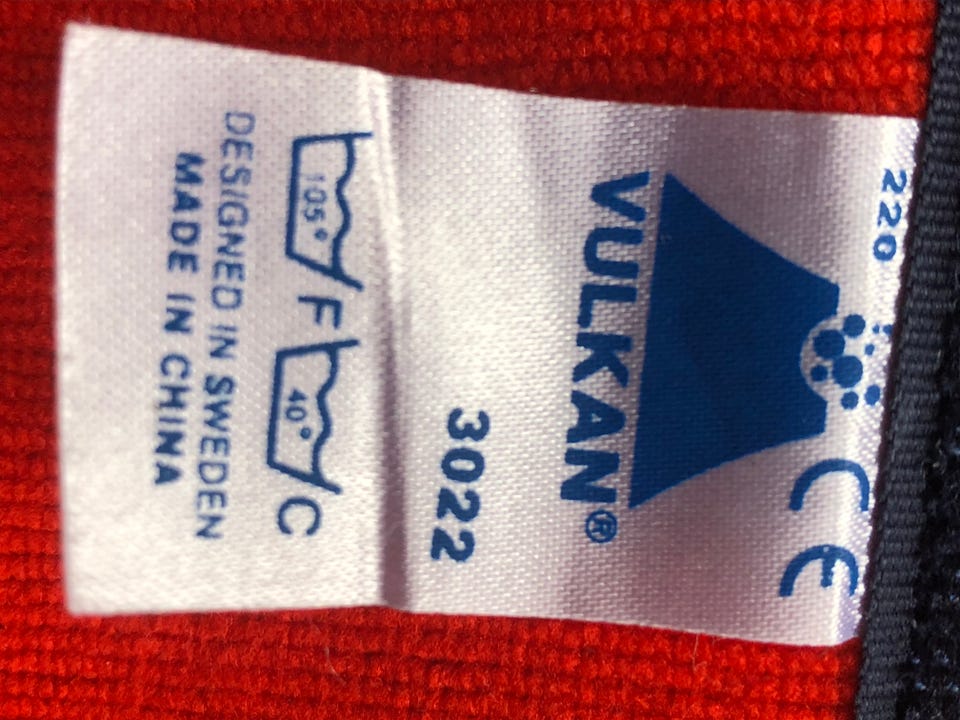 220
CE
VULKAN®
3022
105° F 40° C
DESIGNED IN SWEDEN
MADE IN CHINA